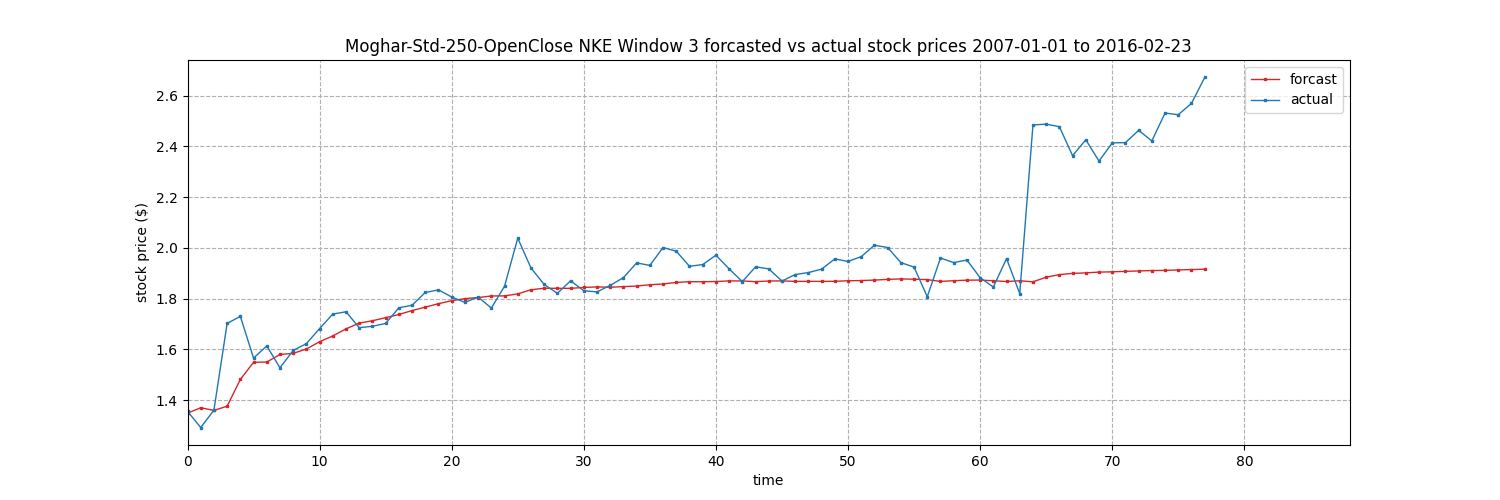 Moghar-Std-250-OpenClose NKE Window 3 forcasted vs actual stock prices 2007-01-01 to 2016-02-23
forcast
actual
2.6
2.4
2.2
2.0
1.8
1.6
1.4
stock price ($)
0 10 20 30 40 50 60 70 80
time